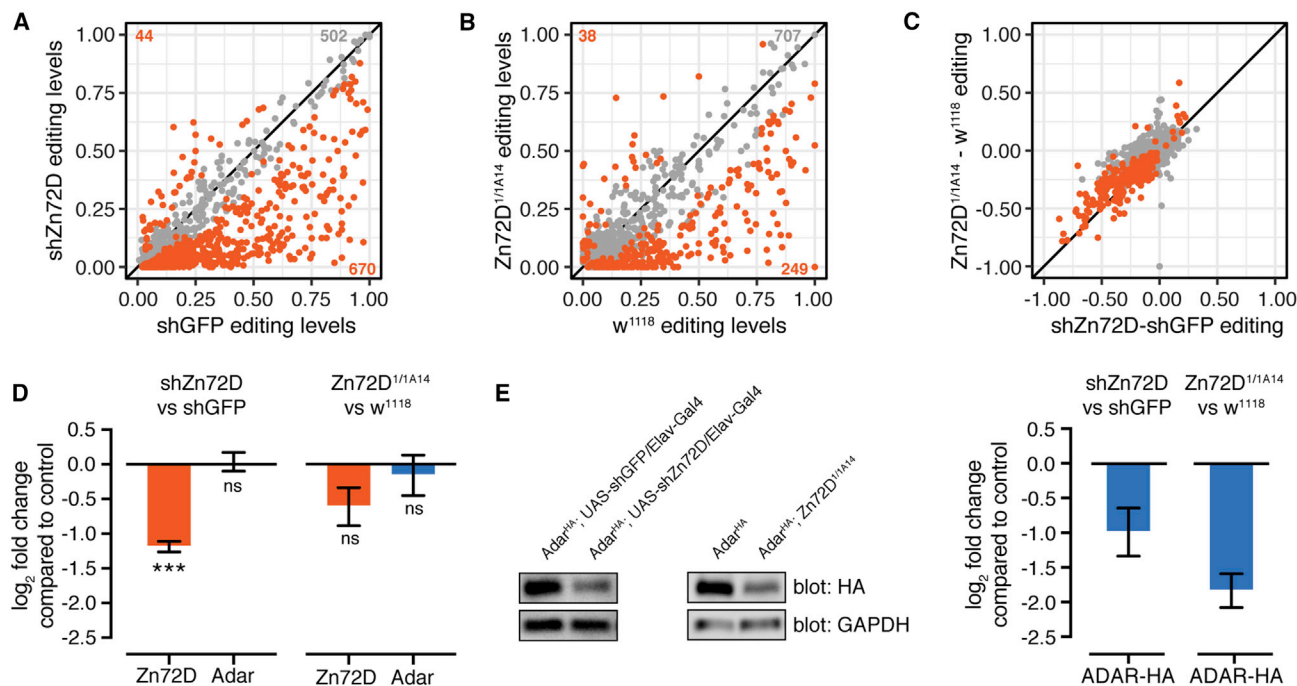 A
44
502
1.00
0.75
0.50
0.25
0.00
shZn72D editing levels
670
0.00 0.25 0.50 0.75 1.00
shGFP editing levels
B
38
707
1.00
0.75
0.50
0.25
0.00
Zn72D1/1A14 editing levels
249
0.00 0.25 0.50 0.75 1.00
w1118 editing levels
C
1.00
0.50
0.00
-0.50
-1.00
Zn72D1/1A14 - w1118 editing
-1.00 -0.50 0.00 0.50 1.00
shZn72D-shGFP editing
D
shZn72D
vs shGFP
Zn72D1/1A14
vs w1118
0.5
0.0
-0.5
-1.0
-1.5
-2.0
-2.5
log2 fold change
compared to control
***
ns
ns
ns
Zn72D Adar
Zn72D Adar
E
AdarHA; UAS-shGFP/Elav-Gal4
AdarHA; UAS-shZn72D/Elav-Gal4
AdarHA
AdarHA; Zn72D1/1A14
blot: HA
blot: GAPDH
shZn72D
vs shGFP
Zn72D1/1A14
vs w1118
0.5
0.0
-0.5
-1.0
-1.5
-2.0
-2.5
log2 fold change
compared to control
ADAR-HA ADAR-HA